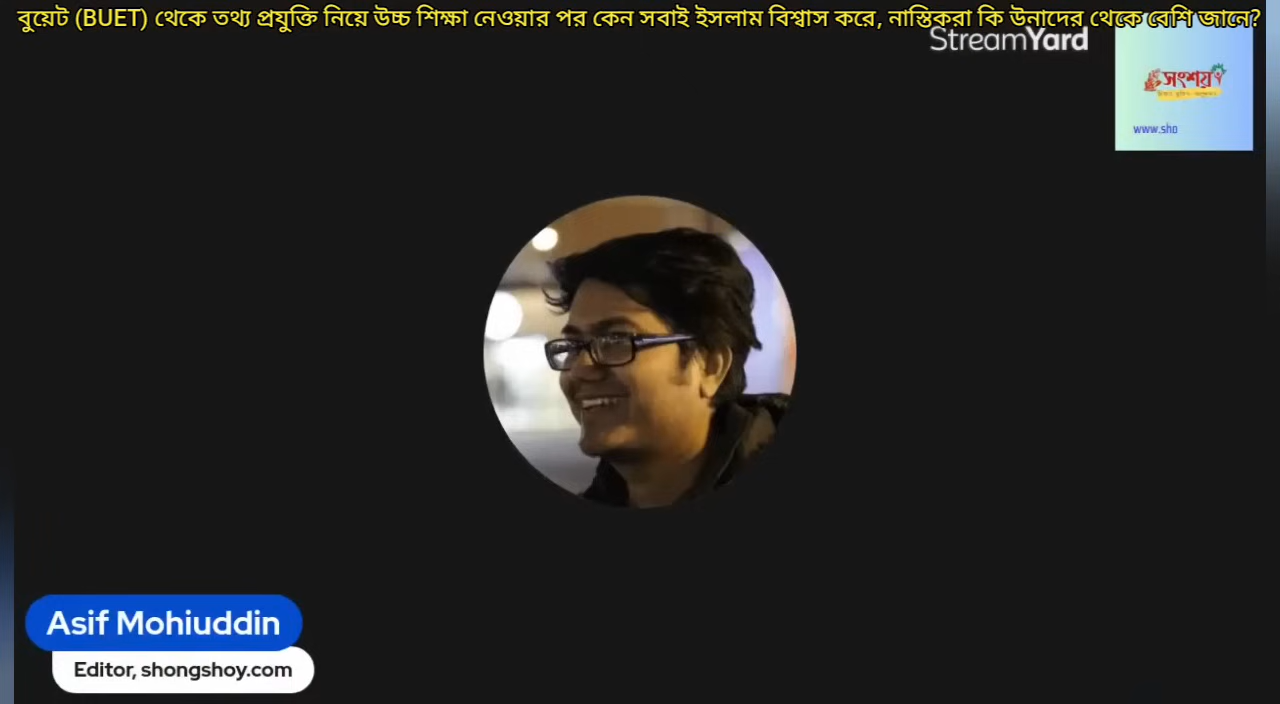 বুয়েট (BUET) থেকে তথ্য প্রযুক্তি নিয়ে উচ্চ শিক্ষা নেওয়ার পর কেন সবাই ইসলাম বিশ্বাস করে, নাস্তিকরা কি উনাদের থেকে বেশি জানে?
StreamYard
সংশয়
www.sho
Asif Mohiuddin
Editor, shongshoy.com